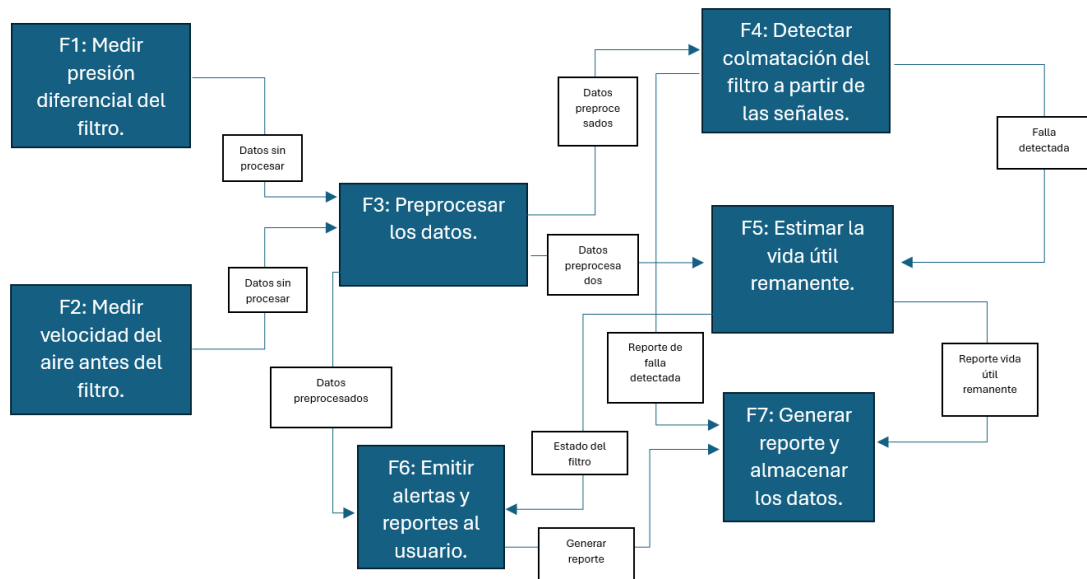 F1: Medir
presión
diferencial del
filtro.
F4: Detectar
colmatación del
filtro a partir de
las señales.
Datos
preproce
sados
Falla
detectada
Datos sin
procesar
F3: Preprocesar
los datos.
F5: Estimar la
vida útil
remanente.
Datos
preprocesa
dos
Datos sin
procesar
F2: Medir
velocidad del
aire antes del
filtro.
Reporte de
falla
detectada
Reporte vida
útil
remanente
Datos
preprocesados
F7: Generar
reporte y
almacenar
los datos.
Estado del
filtro
F6: Emitir
alertas y
reportes al
usuario.
Generar
reporte